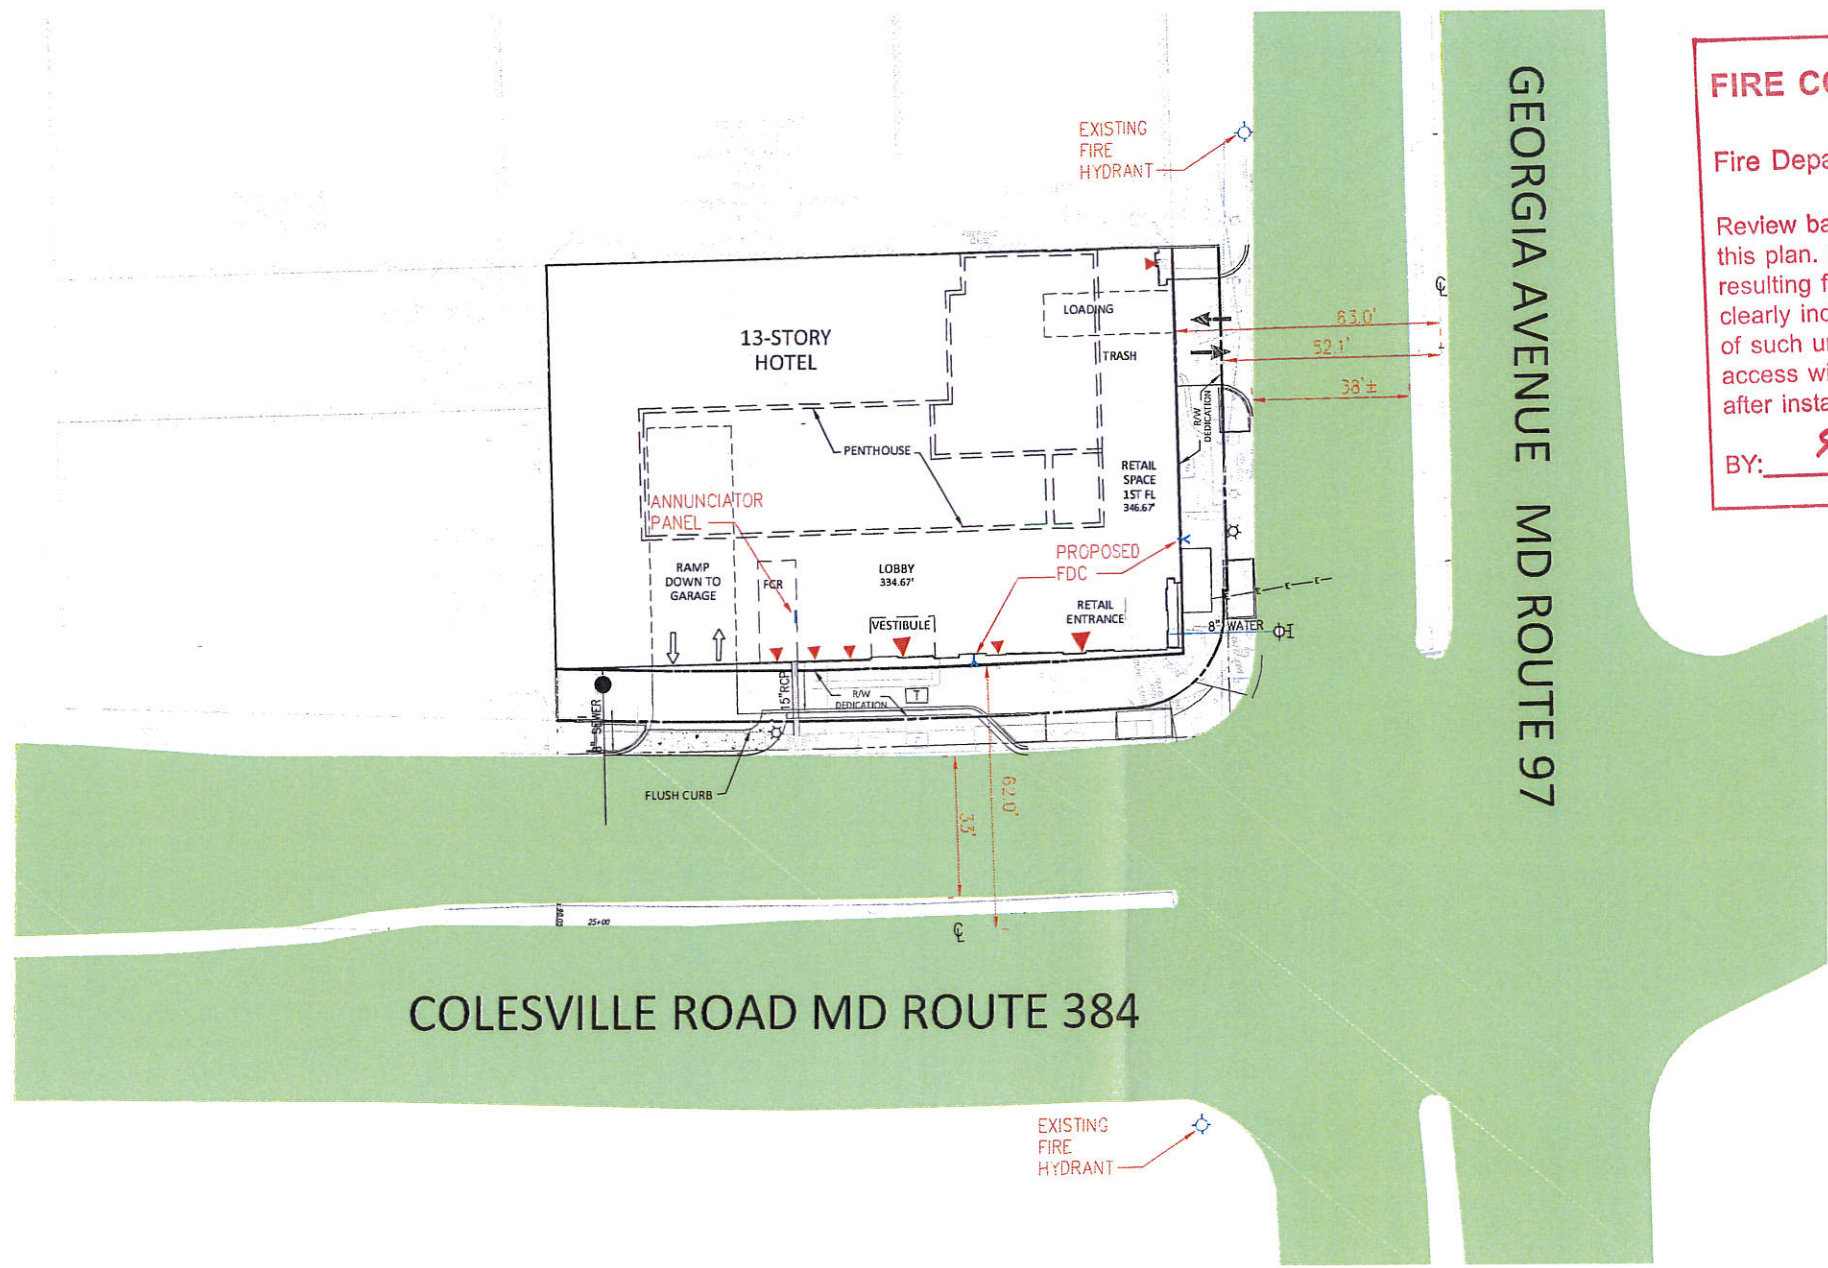 EXISTING
FIRE
HYDRANT
GEORGIA AVENUE MD ROUTE 97
FIRE CO
Fire Depa
Review ba
this plan.
resulting f
clearly inc
of such u
access wi
after insta
BY:
13-STORY
HOTEL
LOADING
TRASH
63.0'
52.1'
38'±
R/W
DEDICATION
PENTHOUSE
RETAIL
SPACE
1ST FL
346.67'
ANNUNCIATOR
PANEL
PROPOSED
FDC
RAMP
DOWN TO
GARAGE
FCR
LOBBY
334.67'
VESTIBULE
RETAIL
ENTRANCE
8" WATER
E
E
E
15"RCP
R/W
DEDICATION
T
8" SEWER
FLUSH CURB
62.0'
33'
25+00
COLESVILLE ROAD MD ROUTE 384
EXISTING
FIRE
HYDRANT